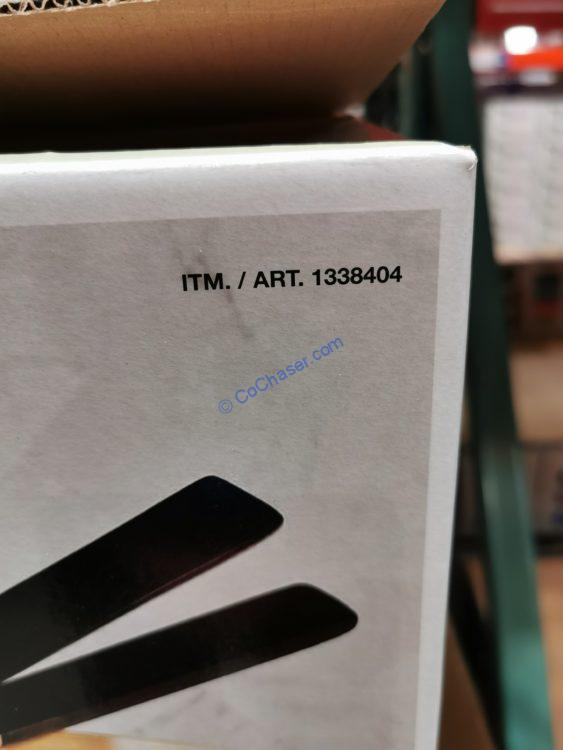 ITM. / ART. 1338404
© CoChaser.com